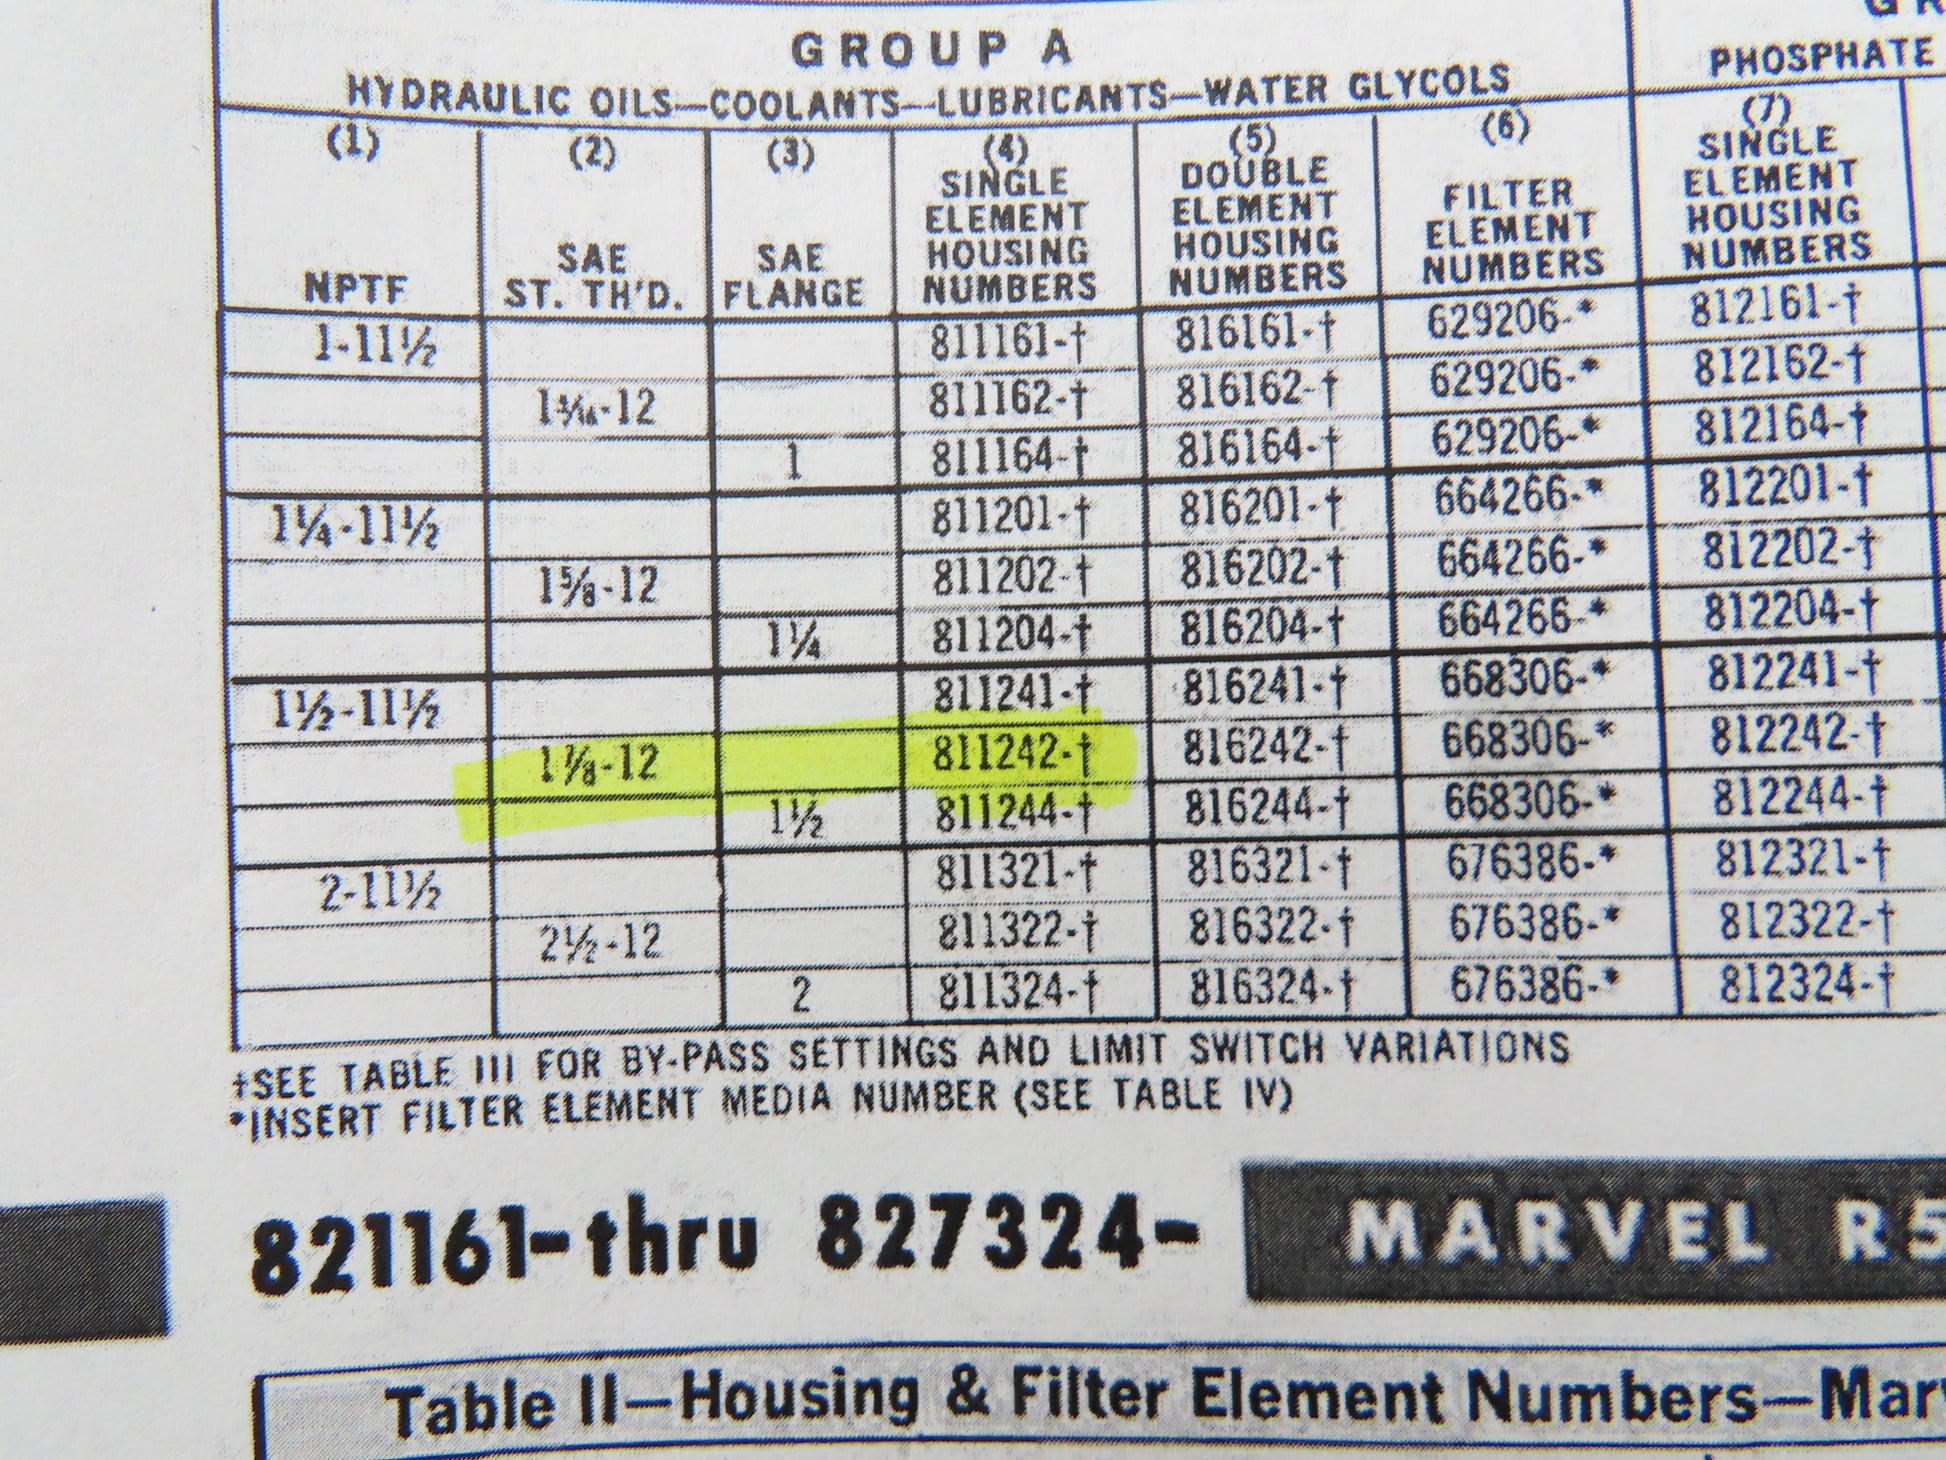 GROUP A
HYDRAULIC OILS—COOLANTS—LUBRICANTS—WATER GLYCOLS
PHOSPHATE
(1) (2) (3) (4) (5) (6) (7)
NPTF SAE ST. TH'D. SAE FLANGE SINGLE ELEMENT HOUSING NUMBERS DOUBLE ELEMENT HOUSING NUMBERS FILTER ELEMENT NUMBERS SINGLE ELEMENT HOUSING NUMBERS
1-11½ 811161-† 816161-† 629206-* 812161-†
1⁵⁄₁₆-12 811162-† 816162-† 629206-* 812162-†
1 811164-† 816164-† 629206-* 812164-†
1¼-11½ 811201-† 816201-† 664266-* 812201-†
1⅝-12 811202-† 816202-† 664266-* 812202-†
1¼ 811204-† 816204-† 664266-* 812204-†
1½-11½ 811241-† 816241-† 668306-* 812241-†
1⅞-12 811242-† 816242-† 668306-* 812242-†
1½ 811244-† 816244-† 668306-* 812244-†
2-11½ 811321-† 816321-† 676386-* 812321-†
2½-12 811322-† 816322-† 676386-* 812322-†
2 811324-† 816324-† 676386-* 812324-†
†SEE TABLE III FOR BY-PASS SETTINGS AND LIMIT SWITCH VARIATIONS
*INSERT FILTER ELEMENT MEDIA NUMBER (SEE TABLE IV)
821161-thru 827324- MARVEL R5
Table II—Housing & Filter Element Numbers—Mar